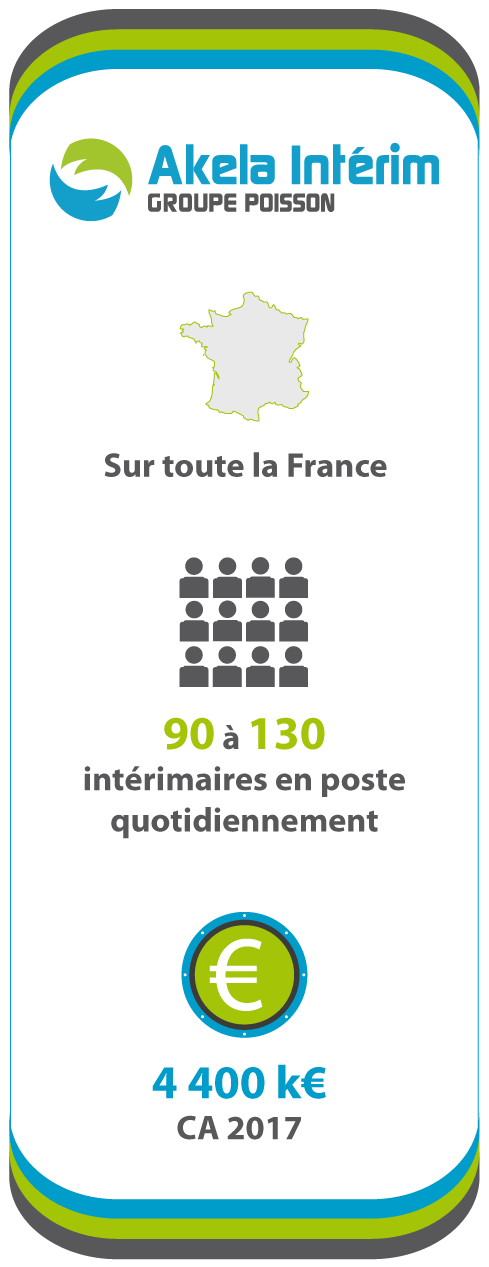 Akela Intérim
GROUPE POISSON
Sur toute la France
90 à 130
intérimaires en poste
quotidiennement
€
4 400 k€
CA 2017